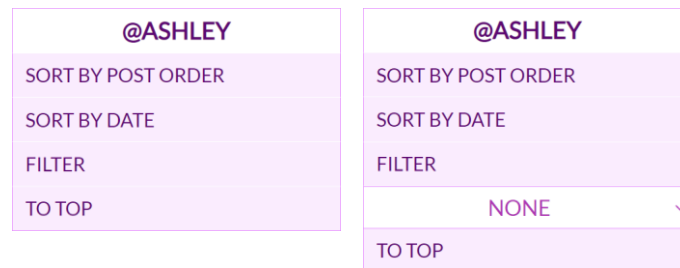 @ASHLEY
SORT BY POST ORDER
SORT BY DATE
FILTER
TO TOP
@ASHLEY
SORT BY POST ORDER
SORT BY DATE
FILTER
NONE
TO TOP